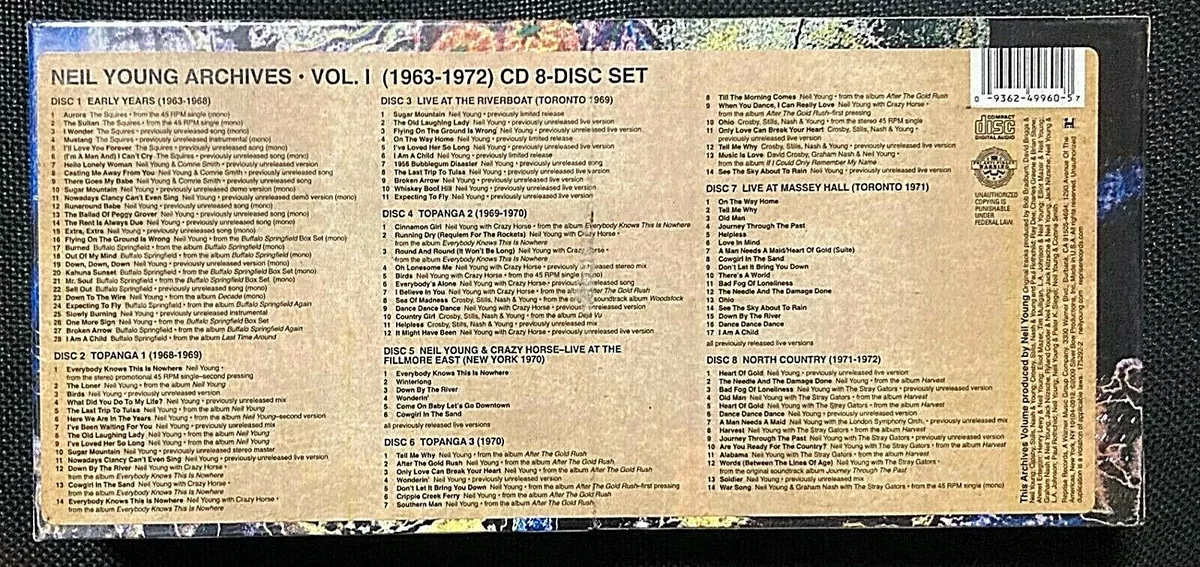 NEIL YOUNG ARCHIVES • VOL. I (1963-1972) CD 8-DISC SET
DISC 1 EARLY YEARS (1963-1968)
1 Aurora The Squires • from the 45 RPM single (mono)
2 The Sultan The Squires • from the 45 RPM single (mono)
3 I Wonder The Squires • previously unreleased song (mono)
4 Mustang The Squires • previously unreleased instrumental (mono)
5 I'll Love You Forever The Squires • previously unreleased song (mono)
6 (I'm A Man And) I Can't Cry The Squires • previously unreleased song (mono)
7 Hello Lonely Woman Neil Young & Comrie Smith • previously unreleased version
8 Casting Me Away From You Neil Young & Comrie Smith • previously unreleased song
9 There Goes My Babe Neil Young & Comrie Smith • previously unreleased song
10 Sugar Mountain Neil Young • previously unreleased demo version (mono)
11 Nowadays Clancy Can't Even Sing Neil Young • previously unreleased demo version (mono)
12 Runaround Babe Neil Young • previously unreleased song (mono)
13 The Ballad Of Peggy Grover Neil Young • previously unreleased song (mono)
14 The Rent Is Always Due Neil Young • previously unreleased song (mono)
15 Extra, Extra Neil Young • previously unreleased song (mono)
16 Flying On The Ground Is Wrong Neil Young • from the Buffalo Springfield Box Set (mono)
17 Burned Buffalo Springfield • from the album Buffalo Springfield (mono)
18 Out Of My Mind Buffalo Springfield • from the album Buffalo Springfield (mono)
19 Down, Down, Down Neil Young • previously unreleased version (mono)
20 Kahuna Sunset Buffalo Springfield • from the Buffalo Springfield Box Set (mono)
21 Mr. Soul Buffalo Springfield • from the Buffalo Springfield Box Set (mono)
22 Sell Out Buffalo Springfield • previously unreleased song (mono)
23 Down To The Wire Neil Young • from the album Decade (mono)
24 Expecting To Fly Buffalo Springfield • from the album Buffalo Springfield Again
25 Slowly Burning Neil Young • previously unreleased instrumental
26 One More Sign Neil Young • from the Buffalo Springfield Box Set
27 Broken Arrow Buffalo Springfield • from the album Buffalo Springfield Again
28 I Am A Child Buffalo Springfield • from the album Last Time Around
DISC 2 TOPANGA 1 (1968-1969)
1 Everybody Knows This Is Nowhere Neil Young •
from the stereo promotional 45 RPM single–second pressing
2 The Loner Neil Young • from the album Neil Young
3 Birds Neil Young • previously unreleased version
4 What Did You Do To My Life? Neil Young • previously unreleased mix
5 The Last Trip To Tulsa Neil Young • from the album Neil Young
6 Here We Are In The Years Neil Young • from the album Neil Young–second version
7 I've Been Waiting For You Neil Young • previously unreleased mix
8 The Old Laughing Lady Neil Young • from the album Neil Young
9 I've Loved Her So Long Neil Young • from the album Neil Young
10 Sugar Mountain Neil Young • previously unreleased stereo master
11 Nowadays Clancy Can't Even Sing Neil Young • previously unreleased live version
12 Down By The River Neil Young with Crazy Horse •
from the album Everybody Knows This Is Nowhere
13 Cowgirl In The Sand Neil Young with Crazy Horse •
from the album Everybody Knows This Is Nowhere
14 Everybody Knows This Is Nowhere Neil Young with Crazy Horse •
from the album Everybody Knows This Is Nowhere
DISC 3 LIVE AT THE RIVERBOAT (TORONTO 1969)
1 Sugar Mountain Neil Young • previously limited release
2 The Old Laughing Lady Neil Young • previously unreleased live version
3 Flying On The Ground Is Wrong Neil Young • previously unreleased live version
4 On The Way Home Neil Young • previously limited release
5 I've Loved Her So Long Neil Young • previously unreleased live version
6 I Am A Child Neil Young • previously limited release
7 1956 Bubblegum Disaster Neil Young • previously unreleased song
8 The Last Trip To Tulsa Neil Young • previously unreleased live version
9 Broken Arrow Neil Young • previously unreleased live version
10 Whiskey Boot Hill Neil Young • previously unreleased live version
11 Expecting To Fly Neil Young • previously unreleased live version
DISC 4 TOPANGA 2 (1969-1970)
1 Cinnamon Girl Neil Young with Crazy Horse • from the album Everybody Knows This Is Nowhere
2 Running Dry (Requiem For The Rockets) Neil Young with Crazy Horse •
from the album Everybody Knows This Is Nowhere
3 Round And Round (It Won't Be Long) Neil Young with Crazy Horse •
from the album Everybody Knows This Is Nowhere
4 Oh Lonesome Me Neil Young with Crazy Horse • previously unreleased stereo mix
5 Birds Neil Young with Crazy Horse • from the 45 RPM single (mono)
6 Everybody's Alone Neil Young with Crazy Horse • previously unreleased song
7 I Believe In You Neil Young with Crazy Horse • from the album After The Gold Rush
8 Sea Of Madness Crosby, Stills, Nash & Young • from the original soundtrack album Woodstock
9 Dance Dance Dance Neil Young with Crazy Horse • previously unreleased version
10 Country Girl Crosby, Stills, Nash & Young • from the album Déjà Vu
11 Helpless Crosby, Stills, Nash & Young • previously unreleased mix
12 It Might Have Been Neil Young with Crazy Horse • previously unreleased live version
DISC 5 NEIL YOUNG & CRAZY HORSE–LIVE AT THE
FILLMORE EAST (NEW YORK 1970)
1 Everybody Knows This Is Nowhere
2 Winterlong
3 Down By The River
4 Wonderin'
5 Come On Baby Let's Go Downtown
6 Cowgirl In The Sand
all previously released live versions
DISC 6 TOPANGA 3 (1970)
1 Tell Me Why Neil Young • from the album After The Gold Rush
2 After The Gold Rush Neil Young • from the album After The Gold Rush
3 Only Love Can Break Your Heart Neil Young • from the album After The Gold Rush
4 Wonderin' Neil Young • previously unreleased version
5 Don't Let It Bring You Down Neil Young • from the album After The Gold Rush–first pressing
6 Cripple Creek Ferry Neil Young • from the album After The Gold Rush
7 Southern Man Neil Young • from the album After The Gold Rush
8 Till The Morning Comes Neil Young • from the album After The Gold Rush
9 When You Dance, I Can Really Love Neil Young with Crazy Horse •
from the album After The Gold Rush–first pressing
10 Ohio Crosby, Stills, Nash & Young • from the stereo 45 RPM single
11 Only Love Can Break Your Heart Crosby, Stills, Nash & Young •
previously unreleased live version
12 Tell Me Why Crosby, Stills, Nash & Young • previously unreleased live version
13 Music Is Love David Crosby, Graham Nash & Neil Young •
from the album If I Could Only Remember My Name
14 See The Sky About To Rain Neil Young • previously unreleased live version
DISC 7 LIVE AT MASSEY HALL (TORONTO 1971)
1 On The Way Home
2 Tell Me Why
3 Old Man
4 Journey Through The Past
5 Helpless
6 Love In Mind
7 A Man Needs A Maid/Heart Of Gold (Suite)
8 Cowgirl In The Sand
9 Don't Let It Bring You Down
10 There's A World
11 Bad Fog Of Loneliness
12 The Needle And The Damage Done
13 Ohio
14 See The Sky About To Rain
15 Down By The River
16 Dance Dance Dance
17 I Am A Child
all previously released live versions
DISC 8 NORTH COUNTRY (1971-1972)
1 Heart Of Gold Neil Young • previously unreleased live version
2 The Needle And The Damage Done Neil Young • from the album Harvest
3 Bad Fog Of Loneliness Neil Young with The Stray Gators • previously unreleased version
4 Old Man Neil Young with The Stray Gators • from the album Harvest
5 Heart Of Gold Neil Young with The Stray Gators • from the album Harvest
6 Dance Dance Dance Neil Young • previously unreleased version
7 A Man Needs A Maid Neil Young with the London Symphony Orch. • previously unreleased mix
8 Harvest Neil Young with The Stray Gators • from the album Harvest
9 Journey Through The Past Neil Young with The Stray Gators • previously unreleased version
10 Are You Ready For The Country? Neil Young with The Stray Gators • from the album Harvest
11 Alabama Neil Young with The Stray Gators • from the album Harvest
12 Words (Between The Lines Of Age) Neil Young with The Stray Gators •
from the original soundtrack album Journey Through The Past
13 Soldier Neil Young • previously unreleased mix
14 War Song Neil Young & Graham Nash with The Stray Gators • from the 45 RPM single (mono)
0 -9362-49960-5 7
COMPACT
disc
DIGITAL AUDIO
UNAUTHORIZED
COPYING IS
PUNISHABLE
UNDER
FEDERAL LAW.
This Archives Volume produced by Neil Young